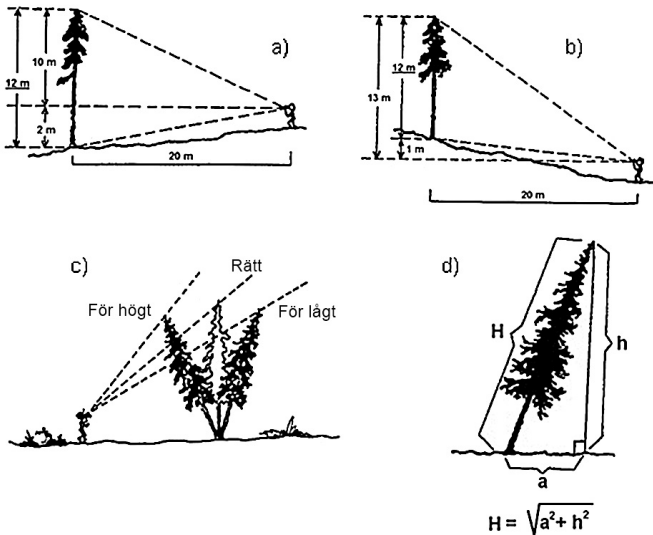 a)
10 m
12 m
2 m
20 m
b)
12 m
13 m
1 m
20 m
c)
Rätt
För högt
För lågt
d)
H
h
a
H = √a²+ h²